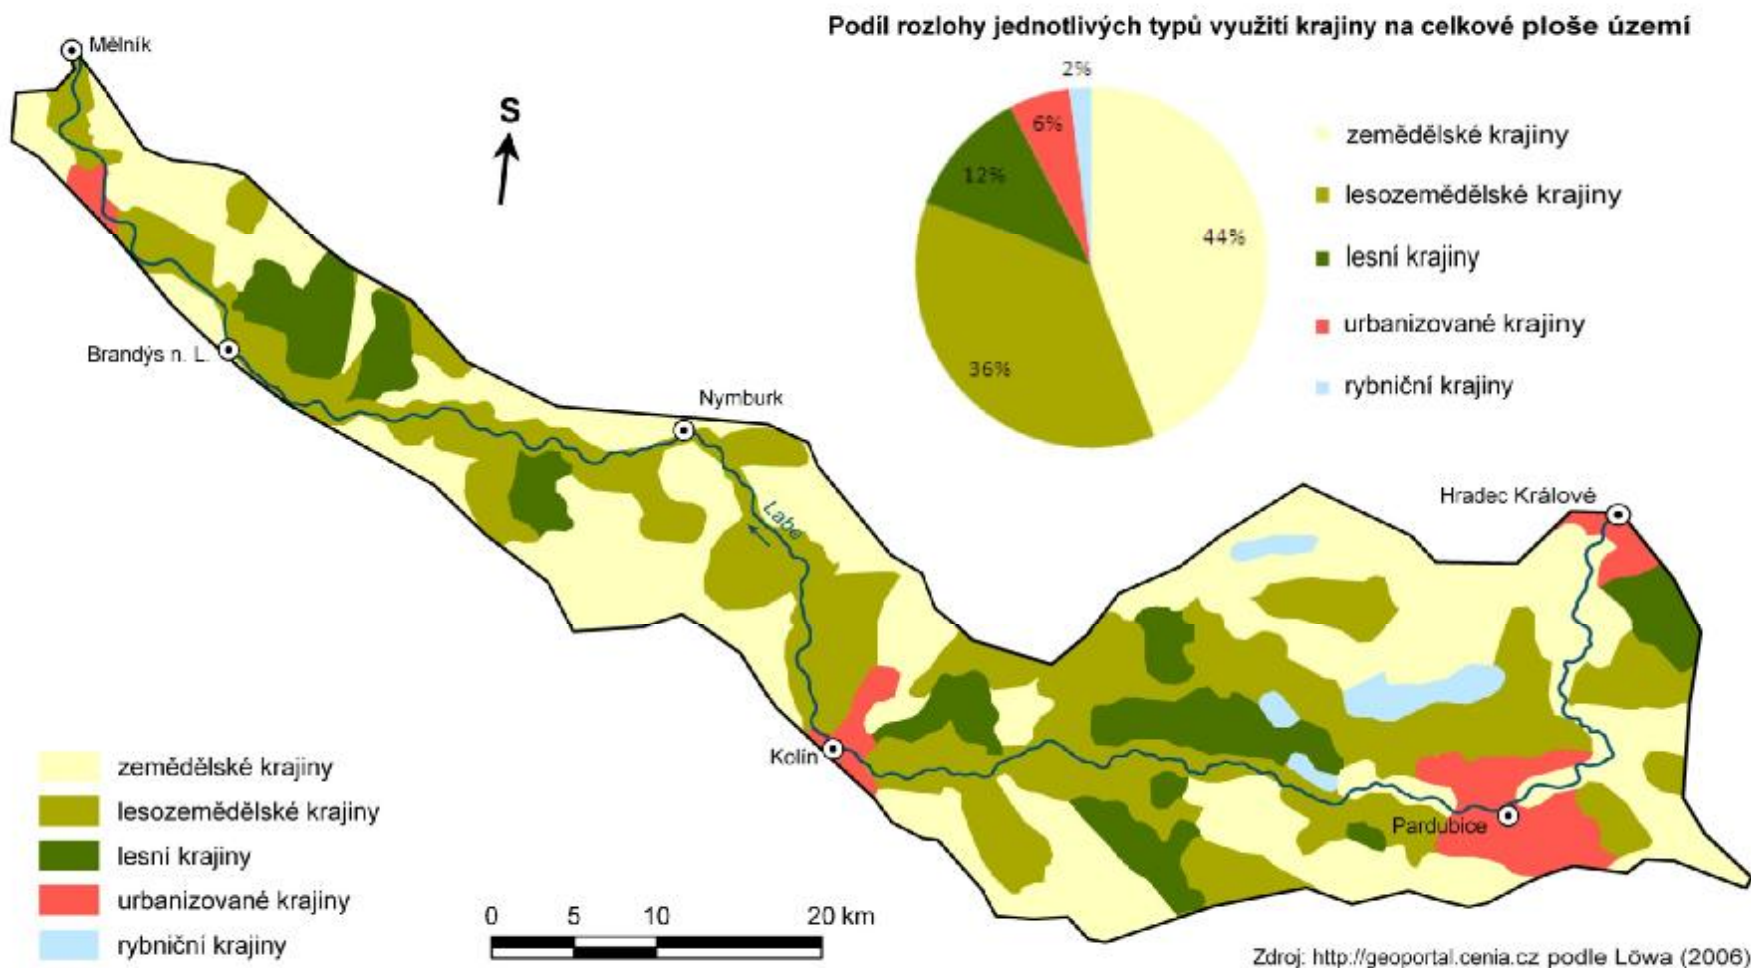 Podíl rozlohy jednotlivých typů využití krajiny na celkové ploše území
2%
6%
12%
44%
36%
zemědělské krajiny
lesozemědělské krajiny
lesní krajiny
urbanizované krajiny
rybniční krajiny
S
Mělník
Brandýs n. L.
Nymburk
Labe
Hradec Králové
Kolín
Pardubice
zemědělské krajiny
lesozemědělské krajiny
lesní krajiny
urbanizované krajiny
rybniční krajiny
0 5 10 20 km
Zdroj: http://geoportal.cenia.cz podle Löwa (2006)